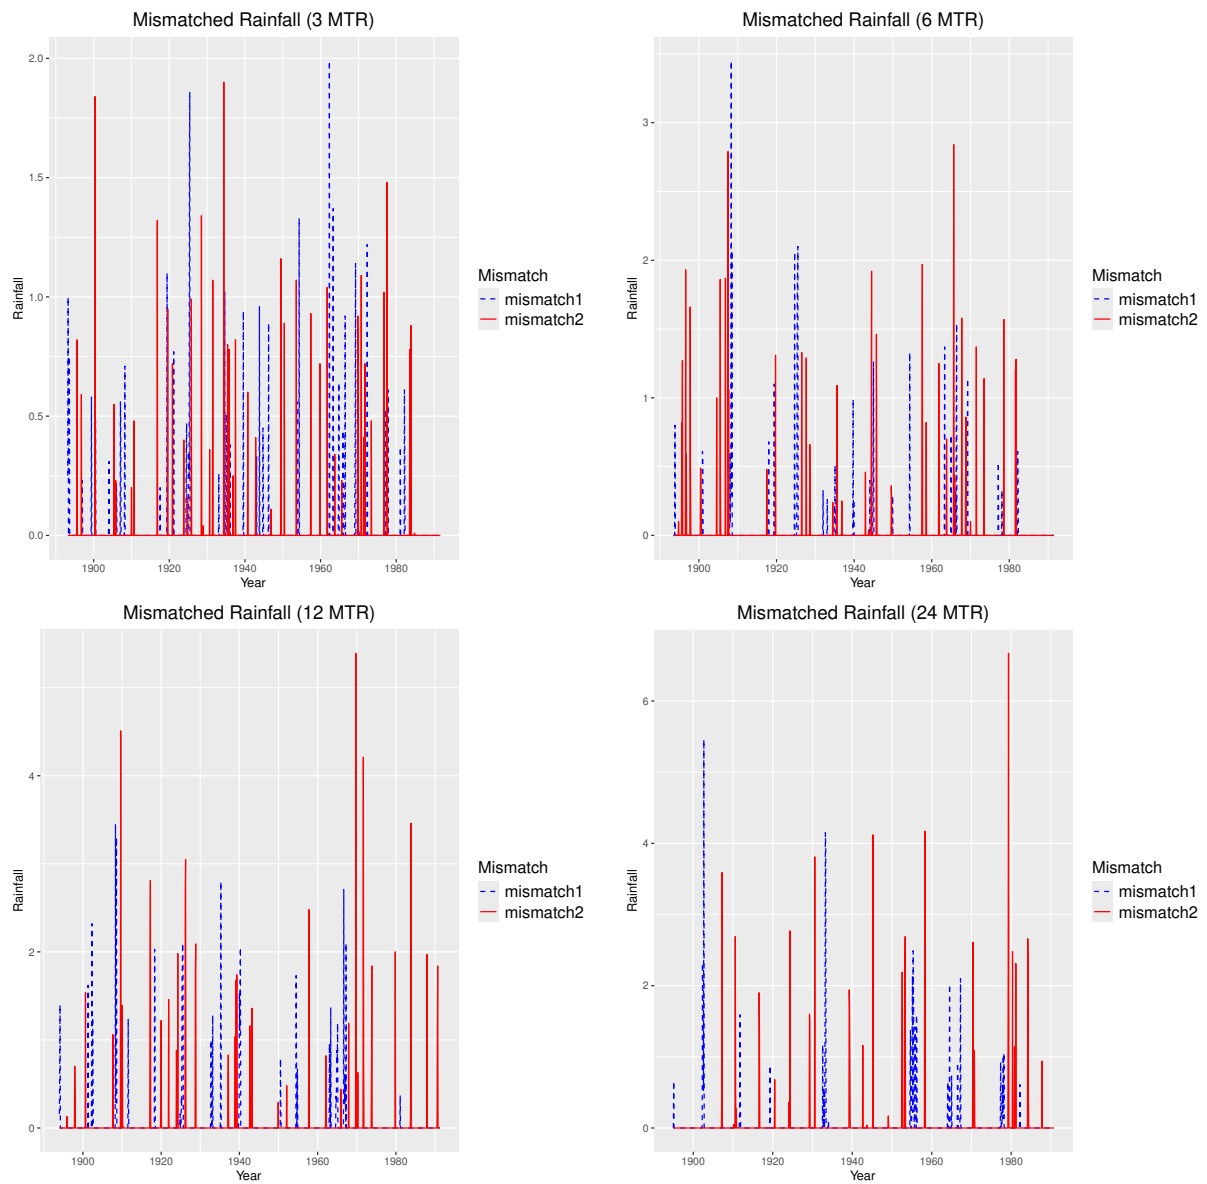 Mismatched Rainfall (3 MTR)
2.0
1.5
1.0
0.5
0.0
Rainfall
1900 1920 1940 1960 1980
Year
Mismatch
mismatch1
mismatch2
Mismatched Rainfall (6 MTR)
3
2
1
0
Rainfall
1900 1920 1940 1960 1980
Year
Mismatch
mismatch1
mismatch2
Mismatched Rainfall (12 MTR)
4
2
0
Rainfall
1900 1920 1940 1960 1980
Year
Mismatch
mismatch1
mismatch2
Mismatched Rainfall (24 MTR)
6
4
2
0
Rainfall
1900 1920 1940 1960 1980
Year
Mismatch
mismatch1
mismatch2